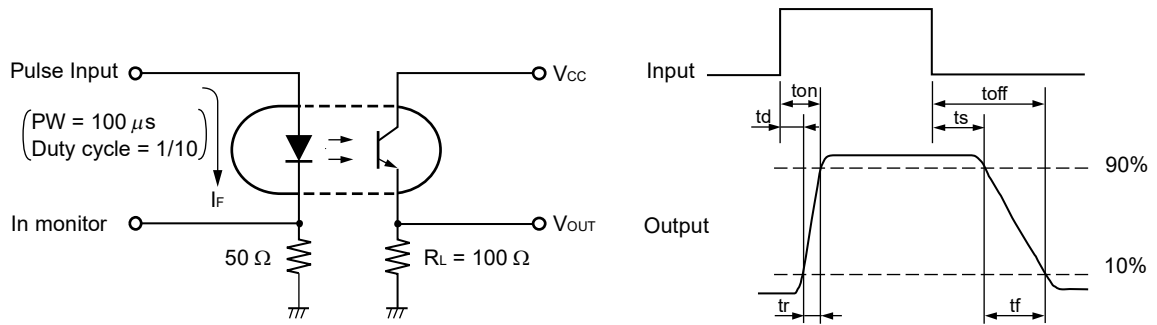 Pulse Input
VCC
(PW = 100 μs
Duty cycle = 1/10)
IF
In monitor
VOUT
50 Ω
RL = 100 Ω
Input
ton
toff
td
ts
90%
Output
10%
tr
tf